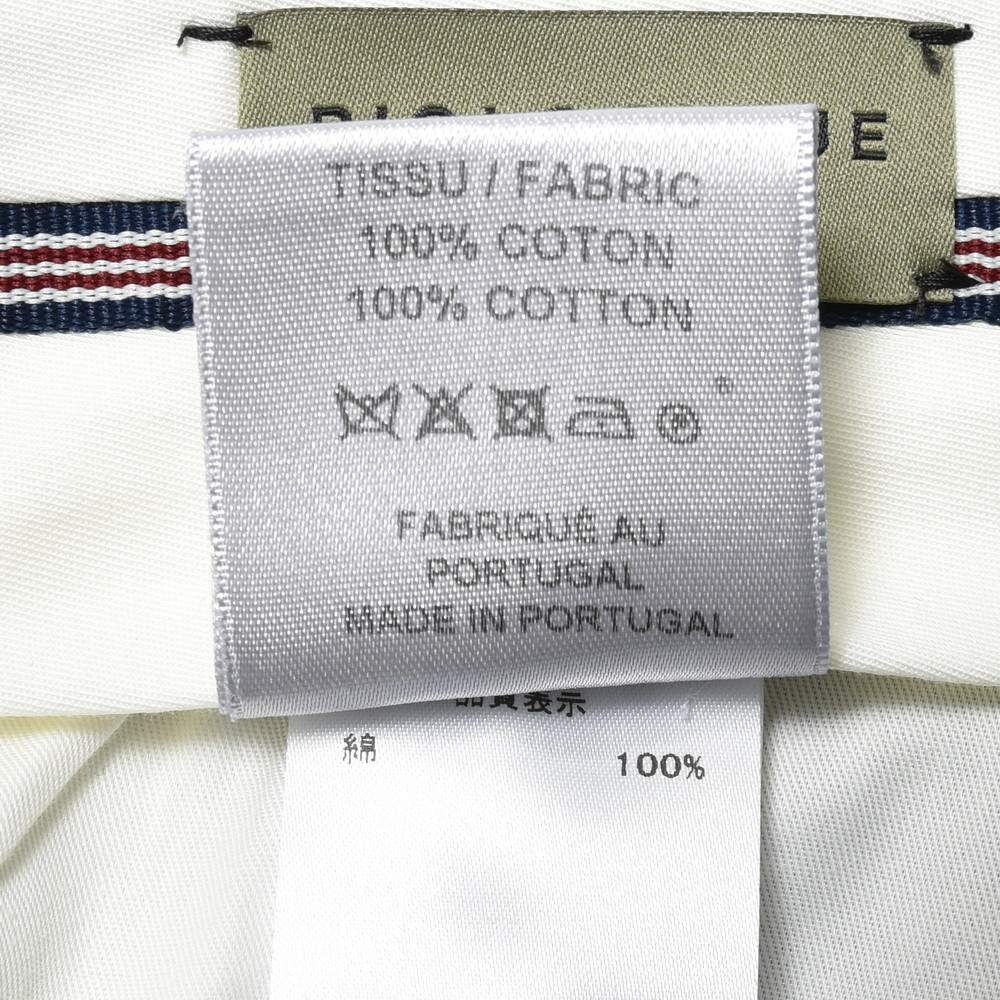 TISSU / FABRIC
100% COTON
100% COTTON
FABRIQUÉ AU
PORTUGAL
MADE IN PORTUGAL
品質表示
綿 100%